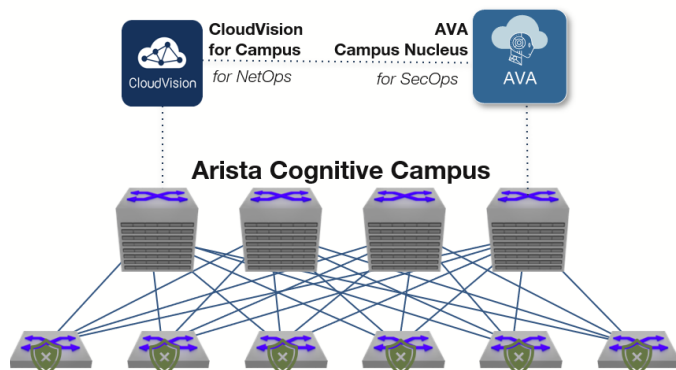 CloudVision
for Campus
for NetOps
CloudVision
AVA
Campus Nucleus
for SecOps
AVA
Arista Cognitive Campus